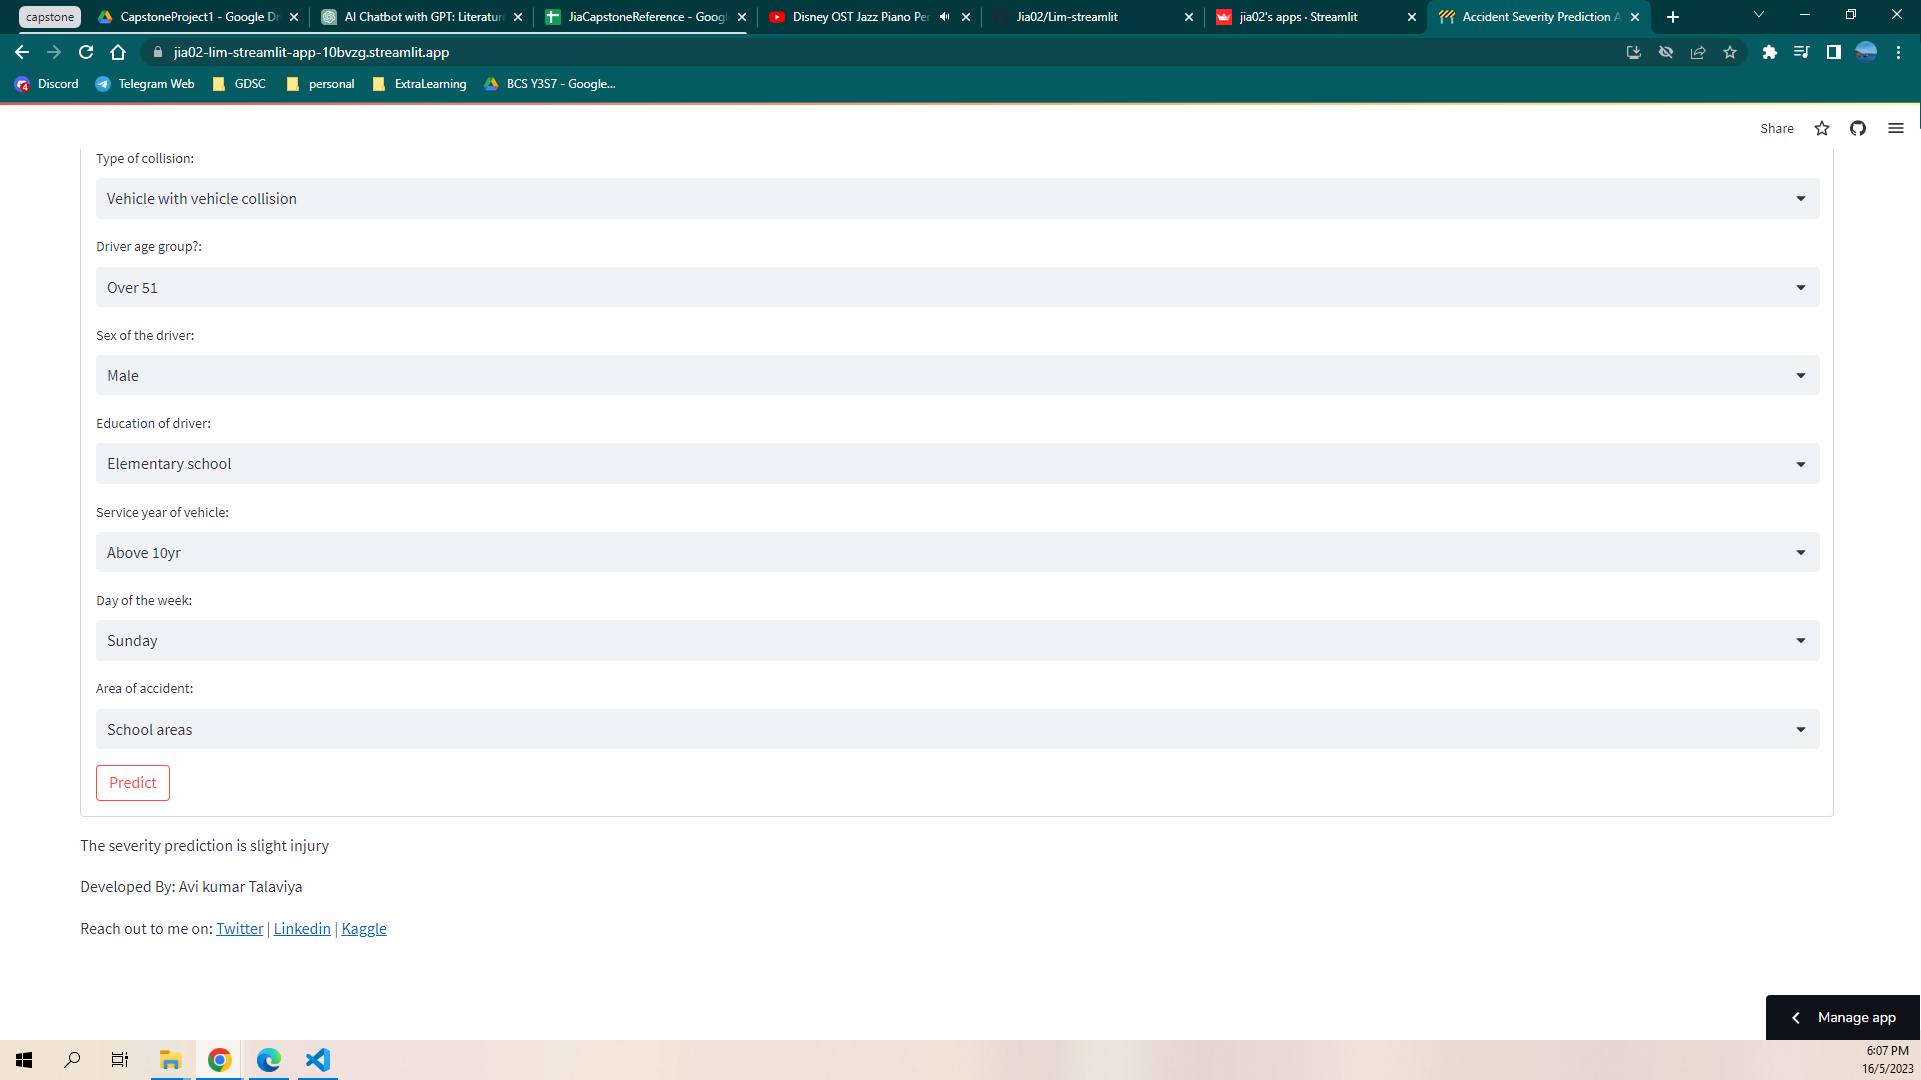 capstone
CapstoneProject1 - Google Dr
AI Chatbot with GPT: Literature
JiaCapstoneReference - Googl
Disney OST Jazz Piano Per
Jia02/Lim-streamlit
jia02's apps · Streamlit
Accident Severity Prediction A
jia02-lim-streamlit-app-10bvzg.streamlit.app
Discord
Telegram Web
GDSC
personal
ExtraLearning
BCS Y3S7 - Google...
Share
Type of collision:
Vehicle with vehicle collision
Driver age group?:
Over 51
Sex of the driver:
Male
Education of driver:
Elementary school
Service year of vehicle:
Above 10yr
Day of the week:
Sunday
Area of accident:
School areas
Predict
The severity prediction is slight injury
Developed By: Avi kumar Talaviya
Reach out to me on: Twitter | Linkedin | Kaggle
Manage app
6:07 PM
16/5/2023